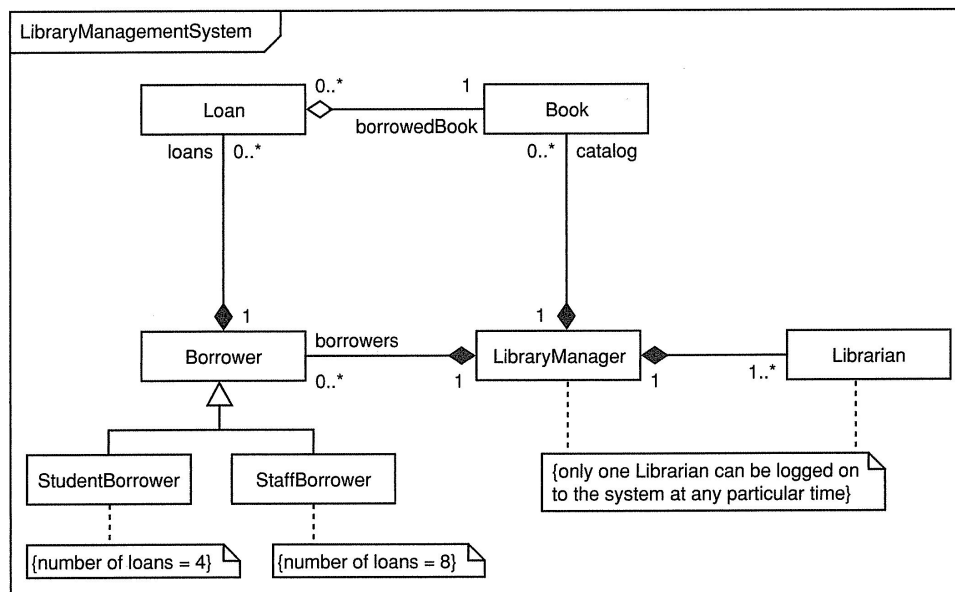 LibraryManagementSystem
0..*
1
Loan
Book
borrowedBook
loans
0..*
0..*
catalog
1
1
borrowers
Borrower
LibraryManager
Librarian
0..*
1
1
1..*
StudentBorrower
StaffBorrower
{only one Librarian can be logged on
to the system at any particular time}
{number of loans = 4}
{number of loans = 8}